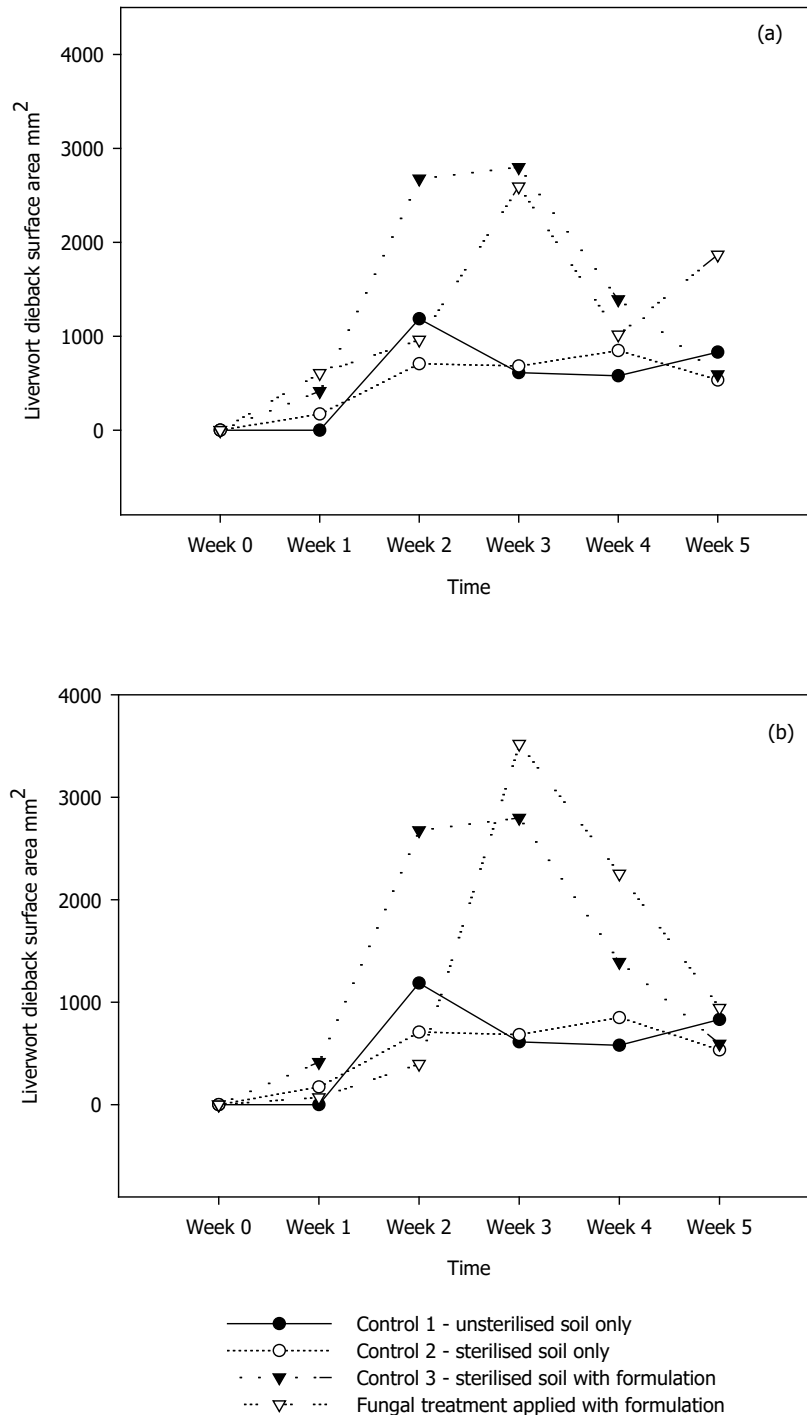 (a)
4000
3000
2000
1000
0
Liverwort dieback surface area mm2
Week 0 Week 1 Week 2 Week 3 Week 4 Week 5
Time
(b)
4000
3000
2000
1000
0
Liverwort dieback surface area mm2
Week 0 Week 1 Week 2 Week 3 Week 4 Week 5
Time
Control 1 - unsterilised soil only
Control 2 - sterilised soil only
Control 3 - sterilised soil with formulation
Fungal treatment applied with formulation